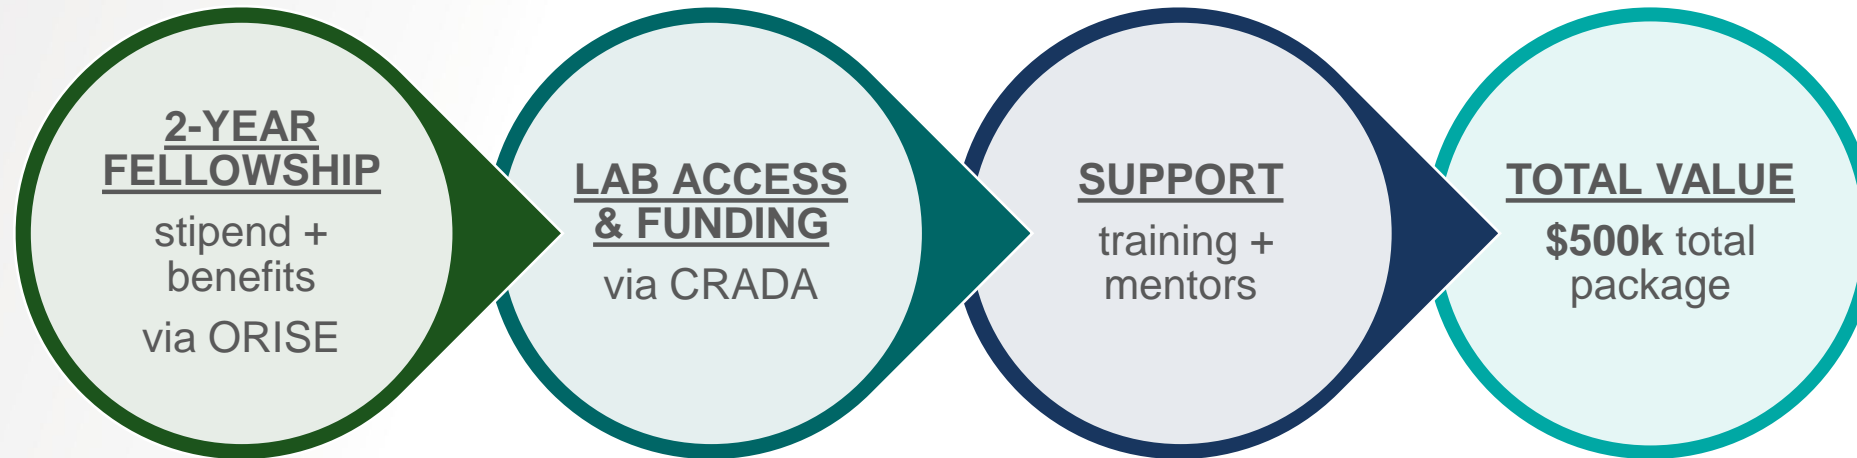 2-YEAR
FELLOWSHIP
stipend +
benefits
via ORISE
LAB ACCESS
& FUNDING
via CRADA
SUPPORT
training +
mentors
TOTAL VALUE
$500k total
package